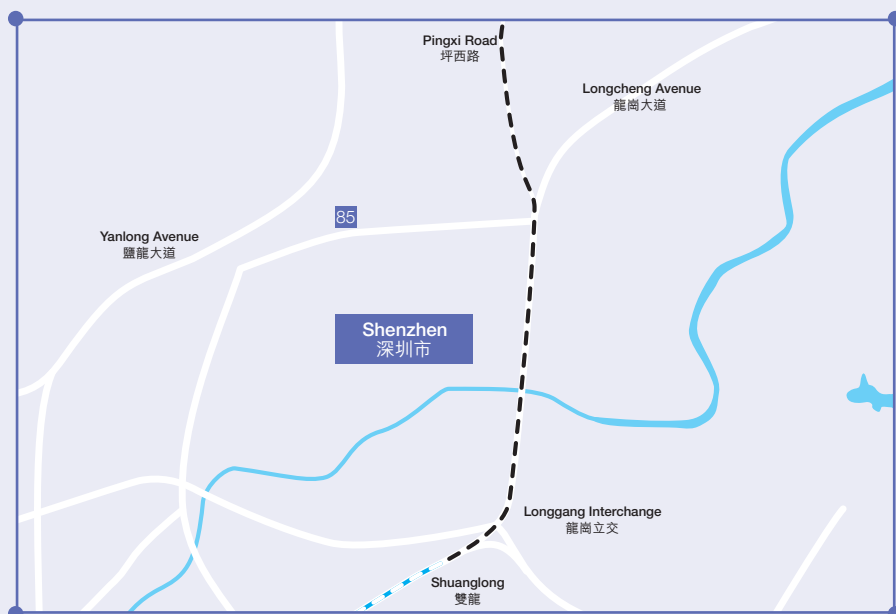 Pingxi Road
坪西路
Longcheng Avenue
龍崗大道
85
Yanlong Avenue
鹽龍大道
Shenzhen
深圳市
Longgang Interchange
龍崗立交
Shuanglong
雙龍